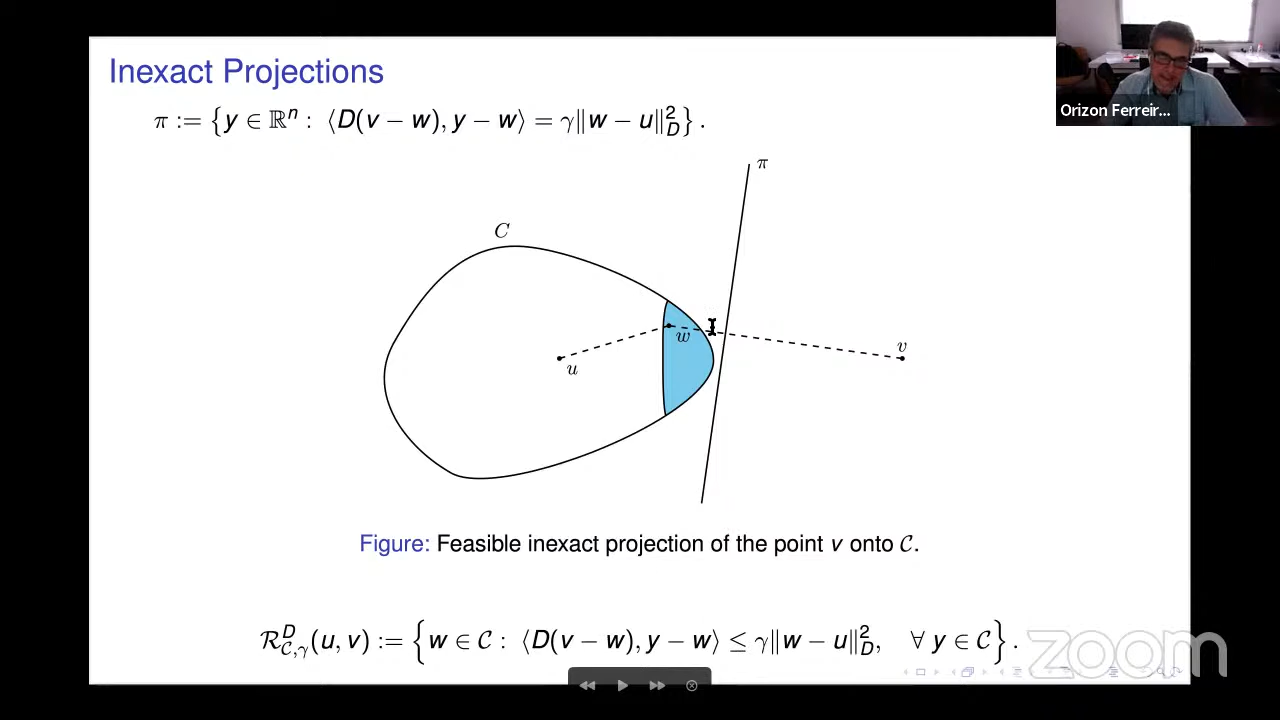 Inexact Projections
π := {y ∈ ℝⁿ : ⟨D(v − w), y − w⟩ = γ‖w − u‖²_D} .
Orizon Ferreir...
π
C
w
v
u
Figure: Feasible inexact projection of the point v onto 𝒞.
ℛ^D_{𝒞,γ}(u, v) := {w ∈ 𝒞 : ⟨D(v − w), y − w⟩ ≤ γ‖w − u‖²_D, ∀ y ∈ 𝒞} .
zoom